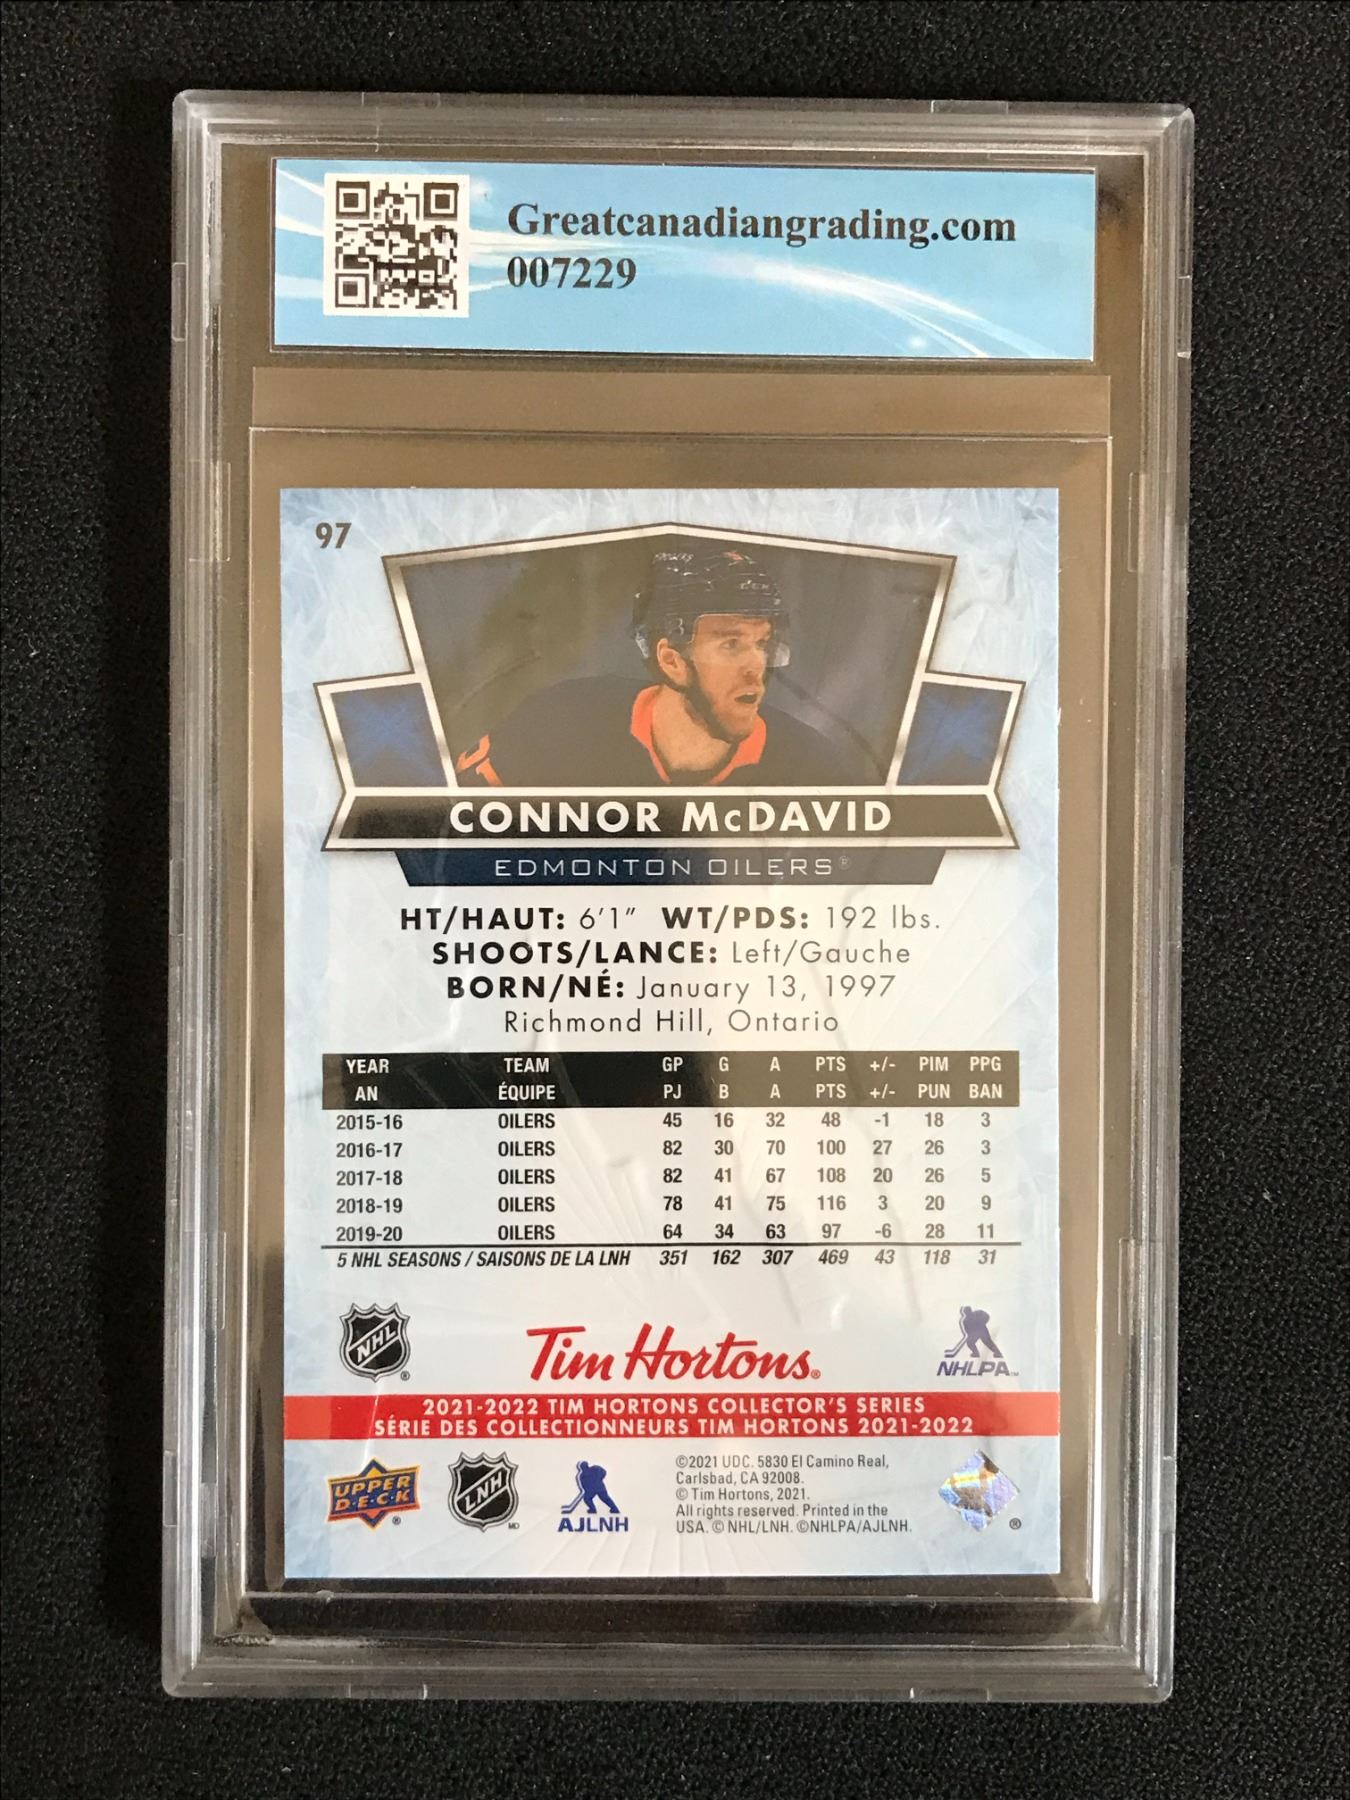 Greatcanadiangrading.com
007229
97
CONNOR McDAVID
EDMONTON OILERS®
HT/HAUT: 6'1" WT/PDS: 192 lbs.
SHOOTS/LANCE: Left/Gauche
BORN/NÉ: January 13, 1997
Richmond Hill, Ontario
YEAR TEAM GP G A PTS +/- PIM PPG
AN ÉQUIPE PJ B A PTS +/- PUN BAN
2015-16 OILERS 45 16 32 48 -1 18 3
2016-17 OILERS 82 30 70 100 27 26 3
2017-18 OILERS 82 41 67 108 20 26 5
2018-19 OILERS 78 41 75 116 3 20 9
2019-20 OILERS 64 34 63 97 -6 28 11
5 NHL SEASONS / SAISONS DE LA LNH 351 162 307 469 43 118 31
NHL® Tim Hortons® NHLPA™
2021-2022 TIM HORTONS COLLECTOR'S SERIES
SÉRIE DES COLLECTIONNEURS TIM HORTONS 2021-2022
UPPER
D·E·C·K®
LNH MD
AJLNH
©2021 UDC. 5830 El Camino Real,
Carlsbad, CA 92008.
© Tim Hortons, 2021.
All rights reserved. Printed in the
USA. © NHL/LNH. ©NHLPA/AJLNH.
®